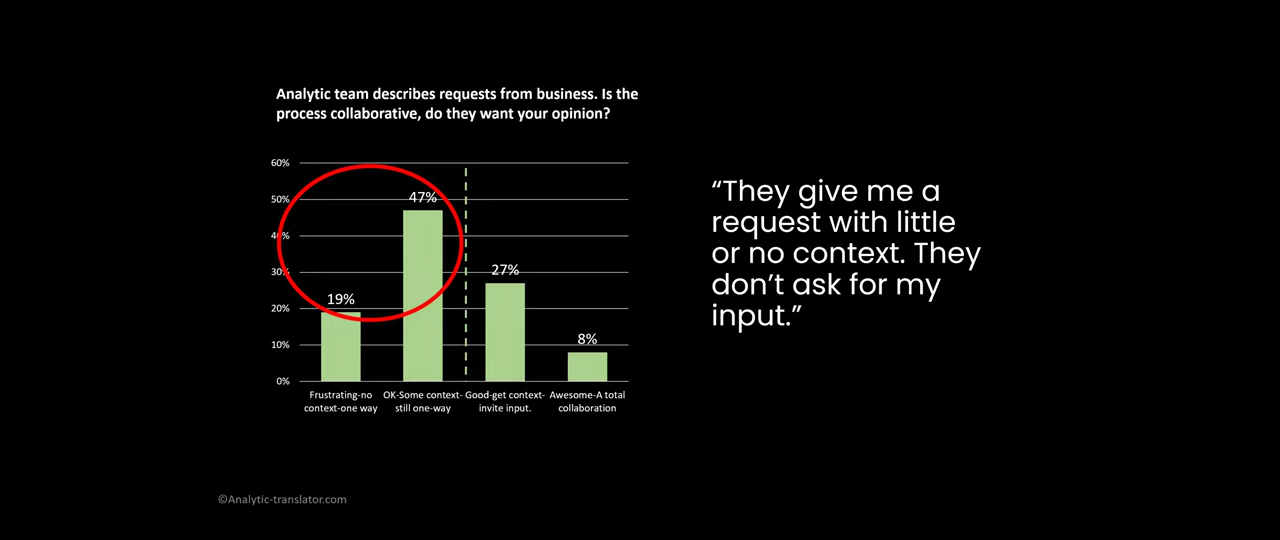 Analytic team describes requests from business. Is the
process collaborative, do they want your opinion?
60%
50%
40%
30%
20%
10%
0%
19%
47%
27%
8%
Frustrating-no
context-one way
OK-Some context-
still one-way
Good-get context-
invite input.
Awesome-A total
collaboration
“They give me a
request with little
or no context. They
don’t ask for my
input.”
©Analytic-translator.com